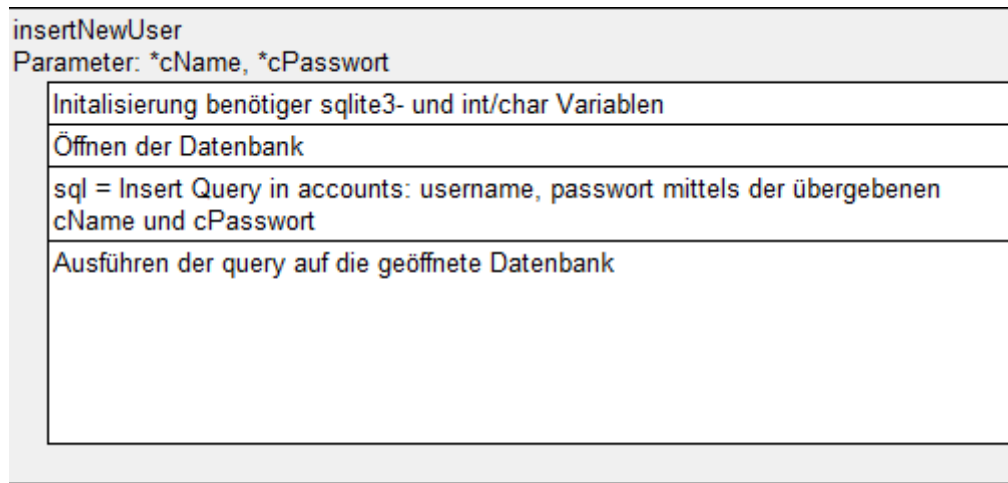 insertNewUser
Parameter: *cName, *cPasswort
Initalisierung benötiger sqlite3- und int/char Variablen
Öffnen der Datenbank
sql = Insert Query in accounts: username, passwort mittels der übergebenen
cName und cPasswort
Ausführen der query auf die geöffnete Datenbank